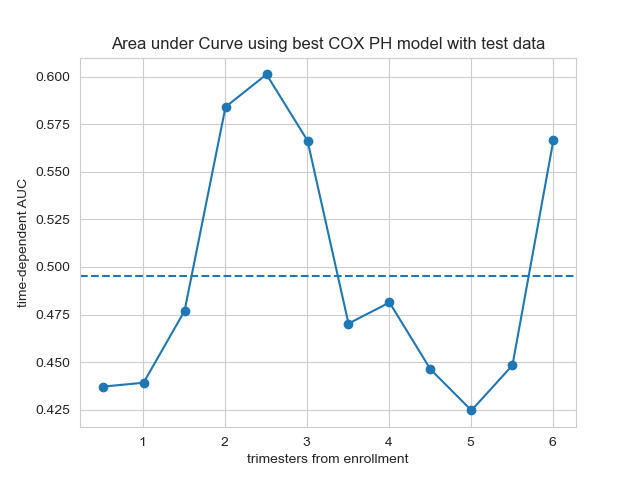 Area under Curve using best COX PH model with test data
0.600
0.575
0.550
0.525
0.500
0.475
0.450
0.425
time-dependent AUC
1 2 3 4 5 6
trimesters from enrollment